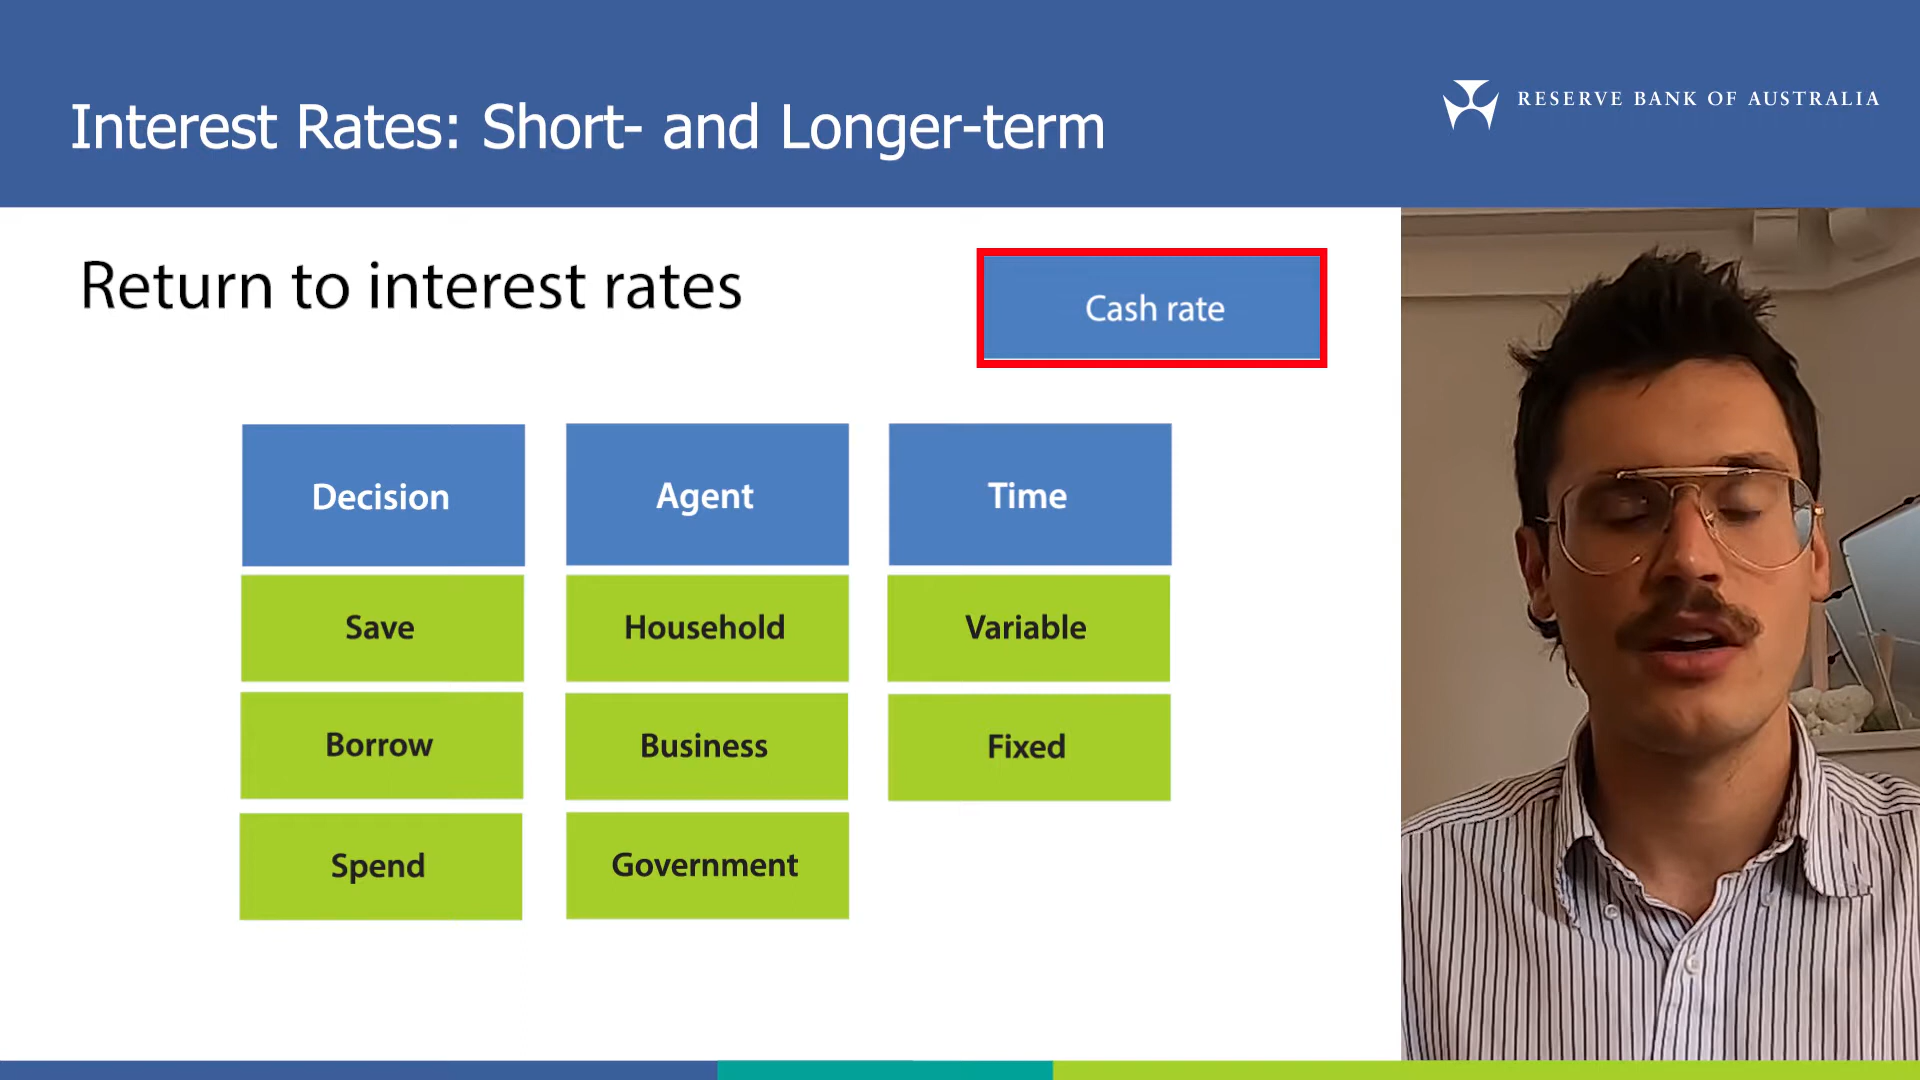 Interest Rates: Short- and Longer-term
RESERVE BANK OF AUSTRALIA
Return to interest rates
Cash rate
Decision
Agent
Time
Save
Household
Variable
Borrow
Business
Fixed
Spend
Government